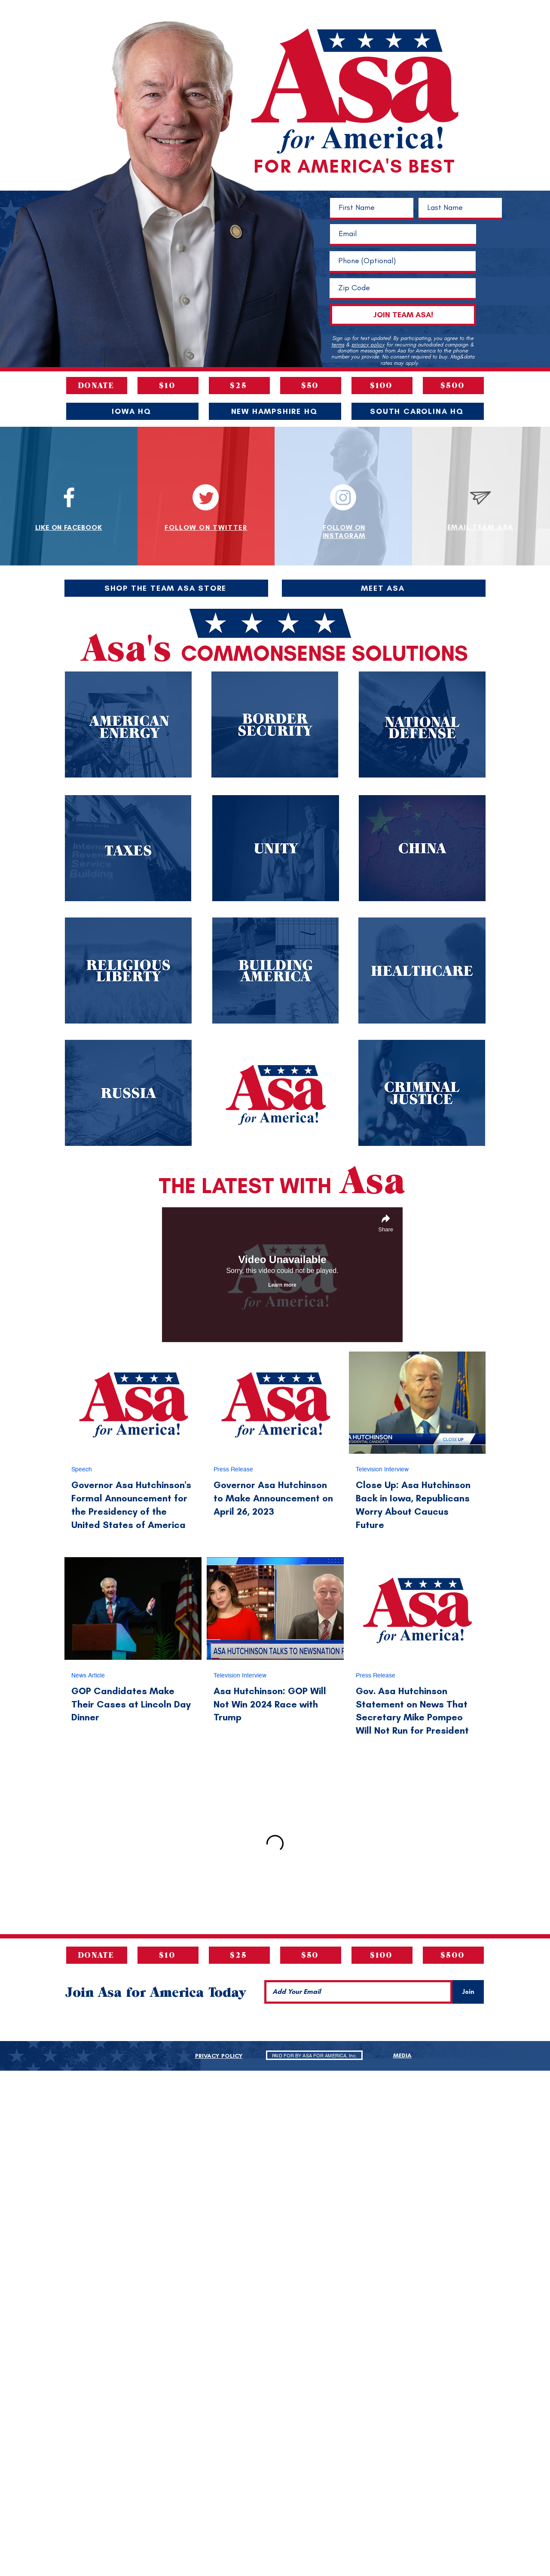 Asa
for America!
FOR AMERICA'S BEST
First Name
Last Name
Email
Phone (Optional)
Zip Code
JOIN TEAM ASA!
Sign up for text updates! By participating, you agree to the
terms & privacy policy for recurring autodialed campaign &
donation messages from Asa for America to the phone
number you provide. No consent required to buy. Msg&data
rates may apply.
DONATE
$10
$25
$50
$100
$500
IOWA HQ
NEW HAMPSHIRE HQ
SOUTH CAROLINA HQ
LIKE ON FACEBOOK
FOLLOW ON TWITTER
FOLLOW ON
INSTAGRAM
EMAIL TEAM ASA
SHOP THE TEAM ASA STORE
MEET ASA
Asa's COMMONSENSE SOLUTIONS
AMERICAN
ENERGY
BORDER
SECURITY
NATIONAL
DEFENSE
Internal
Revenue
Service
Building
TAXES
UNITY
CHINA
RELIGIOUS
LIBERTY
BUILDING
AMERICA
HEALTHCARE
RUSSIA
Asa
for America!
CRIMINAL
JUSTICE
THE LATEST WITH Asa
Share
Video Unavailable
Sorry, this video could not be played.
Learn more
Asa
for America!
Asa
for America!
Asa
for America!
A HUTCHINSON
ESIDENTIAL CANDIDATE
CLOSE UP
Speech
Governor Asa Hutchinson's
Formal Announcement for
the Presidency of the
United States of America
Press Release
Governor Asa Hutchinson
to Make Announcement on
April 26, 2023
Television Interview
Close Up: Asa Hutchinson
Back in Iowa, Republicans
Worry About Caucus
Future
ASA HUTCHINSON TALKS TO NEWSNATION
Asa
for America!
News Article
GOP Candidates Make
Their Cases at Lincoln Day
Dinner
Television Interview
Asa Hutchinson: GOP Will
Not Win 2024 Race with
Trump
Press Release
Gov. Asa Hutchinson
Statement on News That
Secretary Mike Pompeo
Will Not Run for President
DONATE
$10
$25
$50
$100
$500
Join Asa for America Today
Add Your Email
Join
PRIVACY POLICY
PAID FOR BY ASA FOR AMERICA, Inc.
MEDIA